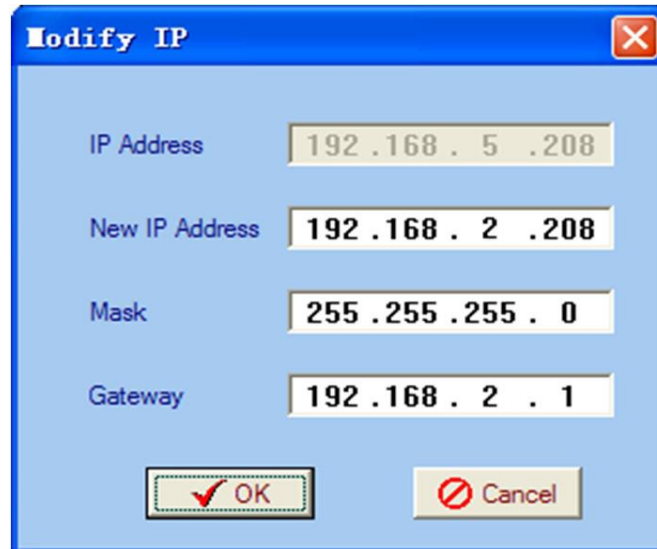 Modify IP
IP Address 192 .168 . 5 .208
New IP Address 192 .168 . 2 .208
Mask 255 .255 .255 . 0
Gateway 192 .168 . 2 . 1
OK Cancel